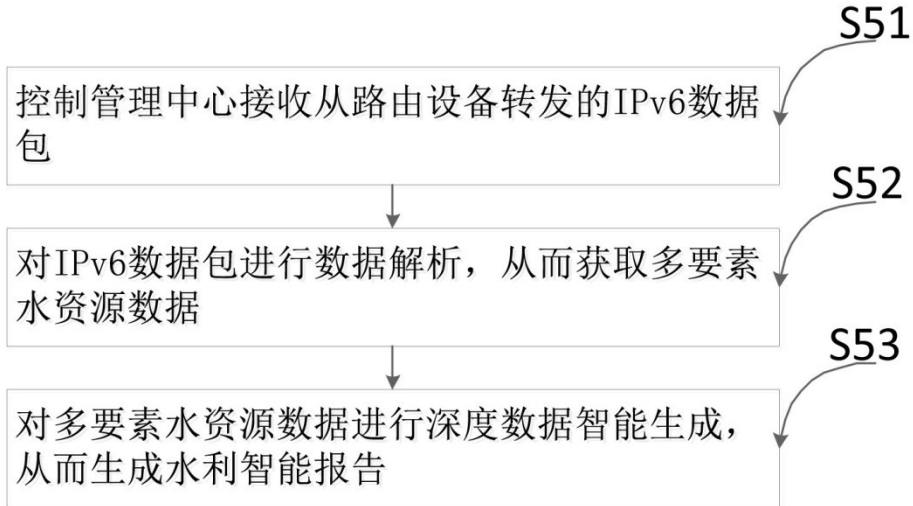 S51
控制管理中心接收从路由设备转发的IPv6数据
包
S52
对IPv6数据包进行数据解析，从而获取多要素
水资源数据
S53
对多要素水资源数据进行深度数据智能生成，
从而生成水利智能报告